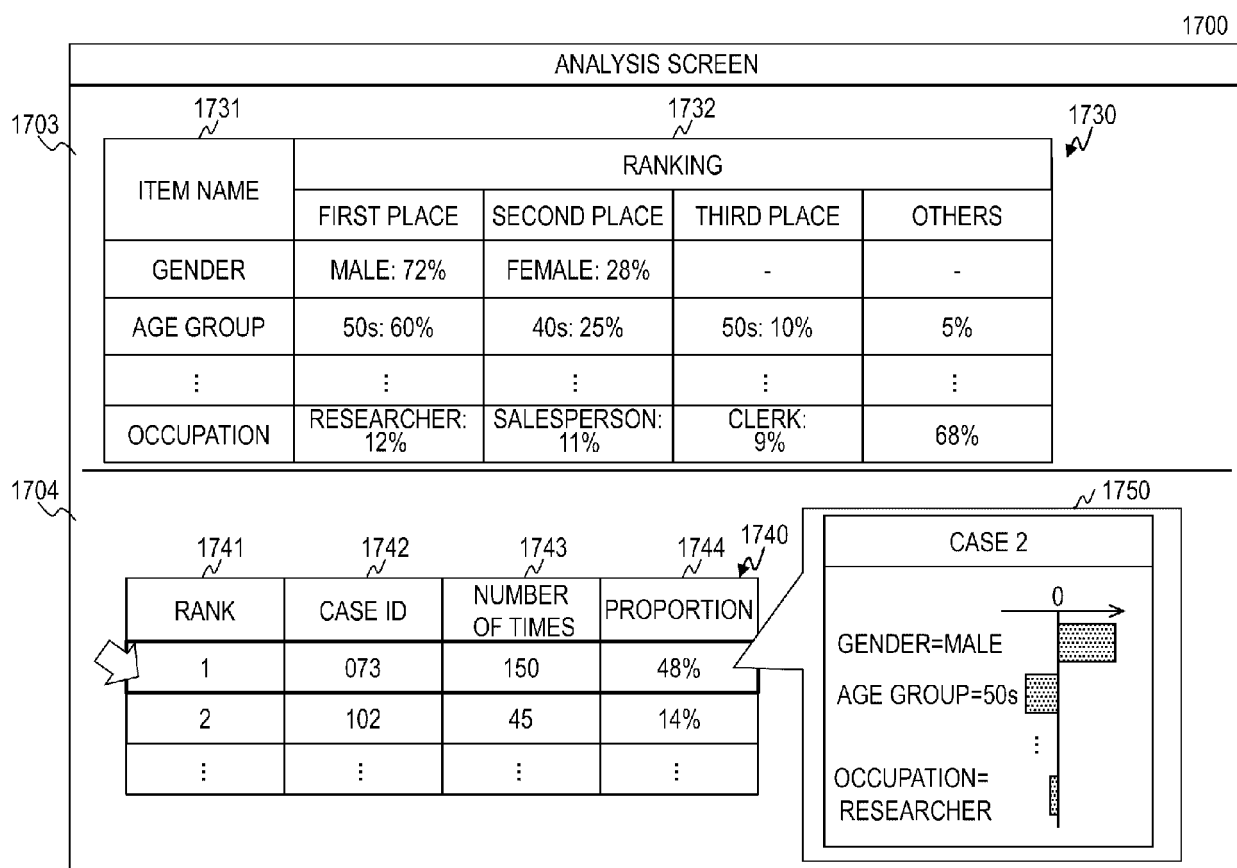 1700
ANALYSIS SCREEN
1703
1731
1732
1730
ITEM NAME
RANKING
FIRST PLACE
SECOND PLACE
THIRD PLACE
OTHERS
GENDER
MALE: 72%
FEMALE: 28%
-
-
AGE GROUP
50s: 60%
40s: 25%
50s: 10%
5%
⋮
⋮
⋮
⋮
⋮
OCCUPATION
RESEARCHER:
12%
SALESPERSON:
11%
CLERK:
9%
68%
1704
1741
1742
1743
1744
1740
RANK
CASE ID
NUMBER
OF TIMES
PROPORTION
1
073
150
48%
2
102
45
14%
⋮
⋮
⋮
⋮
1750
CASE 2
0
GENDER=MALE
AGE GROUP=50s
⋮
OCCUPATION=
RESEARCHER